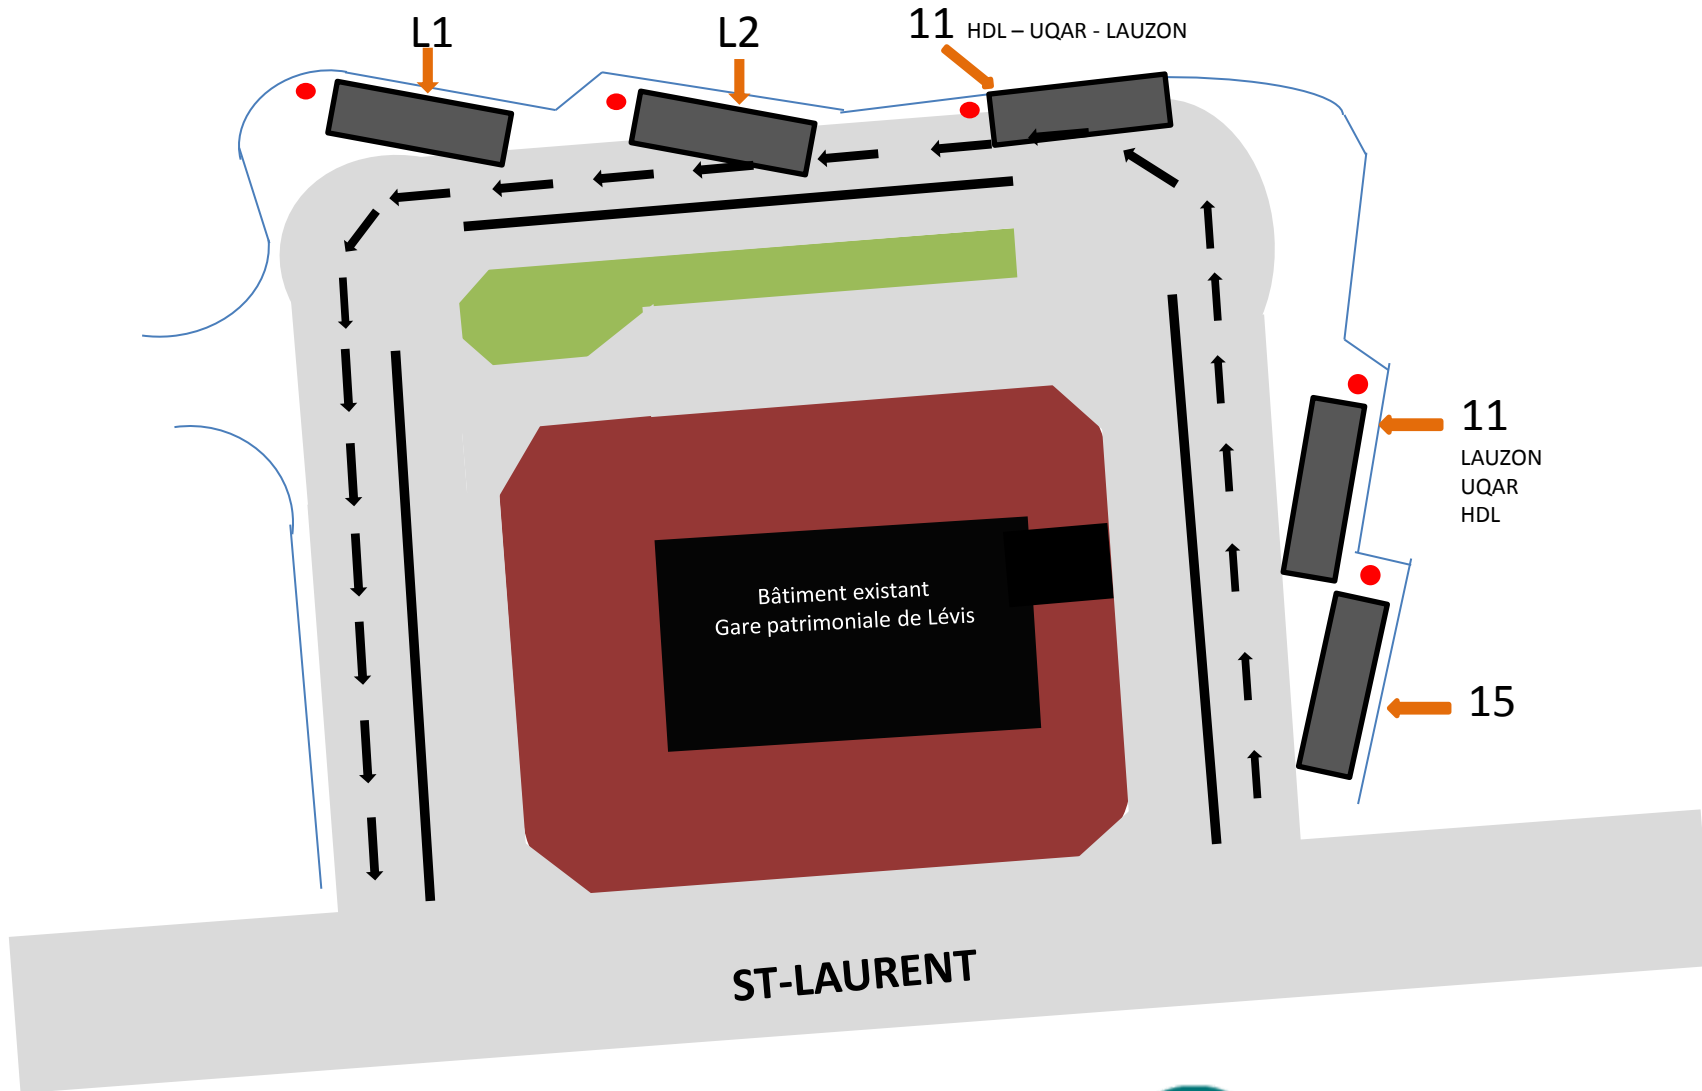 L1
L2
11 HDL – UQAR - LAUZON
11
LAUZON
UQAR
HDL
Bâtiment existant
Gare patrimoniale de Lévis
15
ST-LAURENT